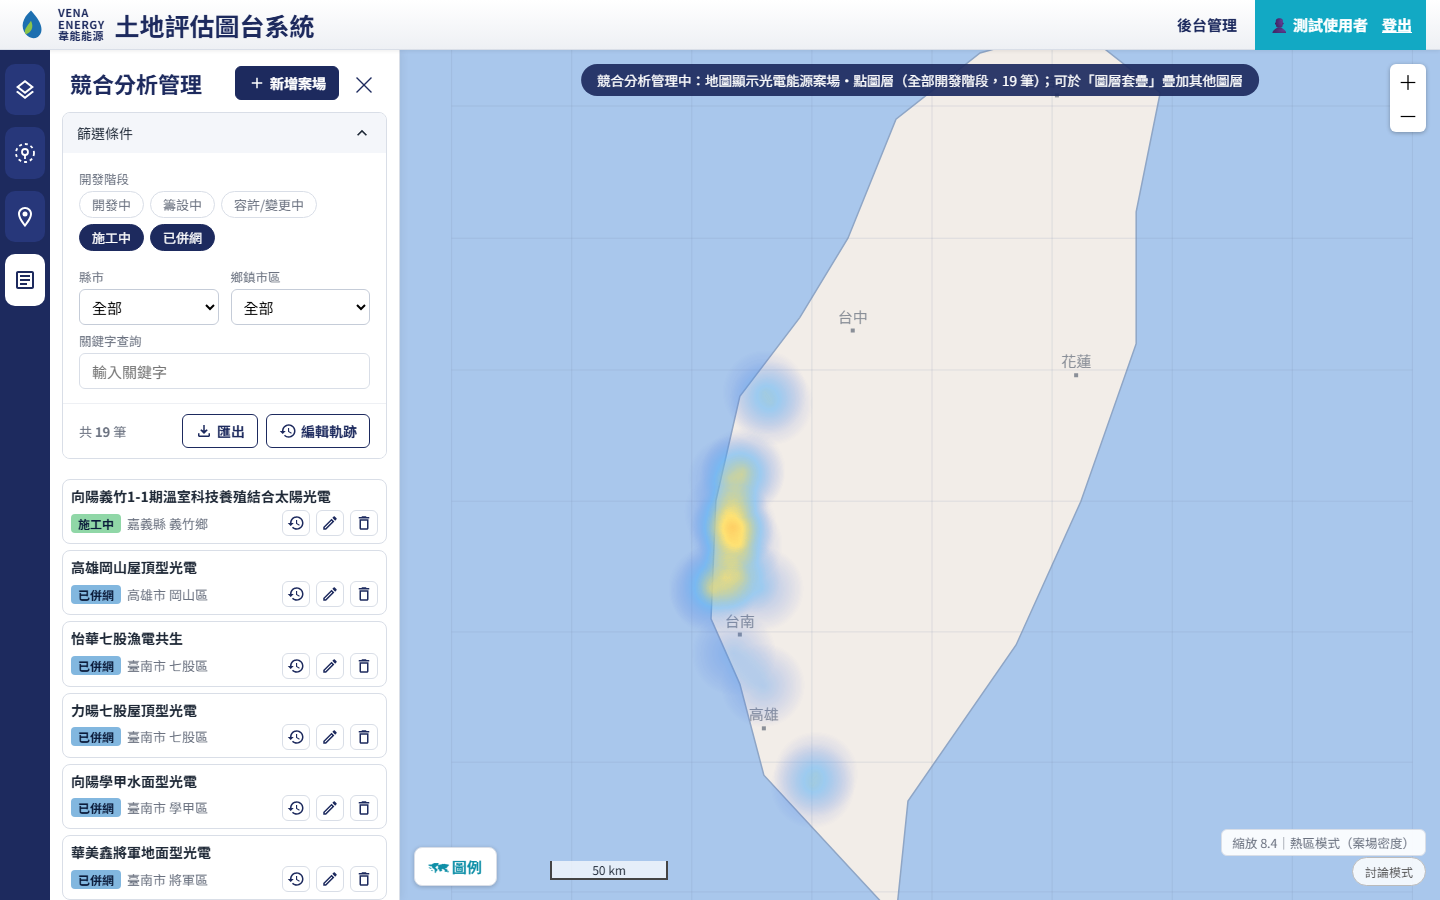 VENA
ENERGY
韋能能源
土地評估圖台系統
後台管理
測試使用者 登出
競合分析管理
新增案場
競合分析管理中：地圖顯示光電能源案場・點圖層（全部開發階段，19 筆）；可於「圖層套疊」疊加其他圖層
篩選條件
開發階段
開發中 籌設中 容許/變更中
施工中 已併網
縣市 鄉鎮市區
全部 全部
關鍵字查詢
輸入關鍵字
共 19 筆 匯出 編輯軌跡
向陽義竹1-1期溫室科技養殖結合太陽光電
施工中 嘉義縣 義竹鄉
高雄岡山屋頂型光電
已併網 高雄市 岡山區
怡華七股漁電共生
已併網 臺南市 七股區
力暘七股屋頂型光電
已併網 臺南市 七股區
向陽學甲水面型光電
已併網 臺南市 學甲區
華美鑫將軍地面型光電
已併網 臺南市 將軍區
台中
花蓮
台南
高雄
圖例
50 km
縮放 8.4｜熱區模式（案場密度）
討論模式